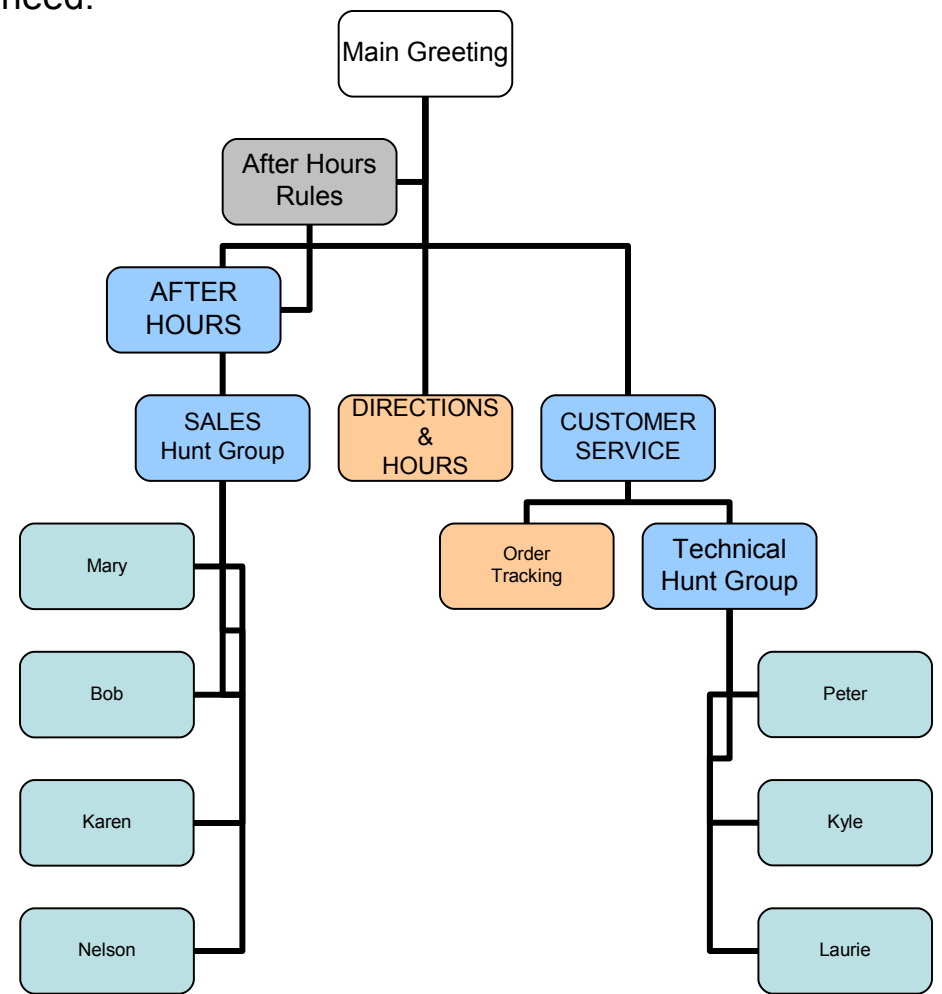 need.
Main Greeting
After Hours
Rules
AFTER
HOURS
SALES
Hunt Group
DIRECTIONS
&
HOURS
CUSTOMER
SERVICE
Mary
Order
Tracking
Technical
Hunt Group
Bob
Peter
Karen
Kyle
Nelson
Laurie